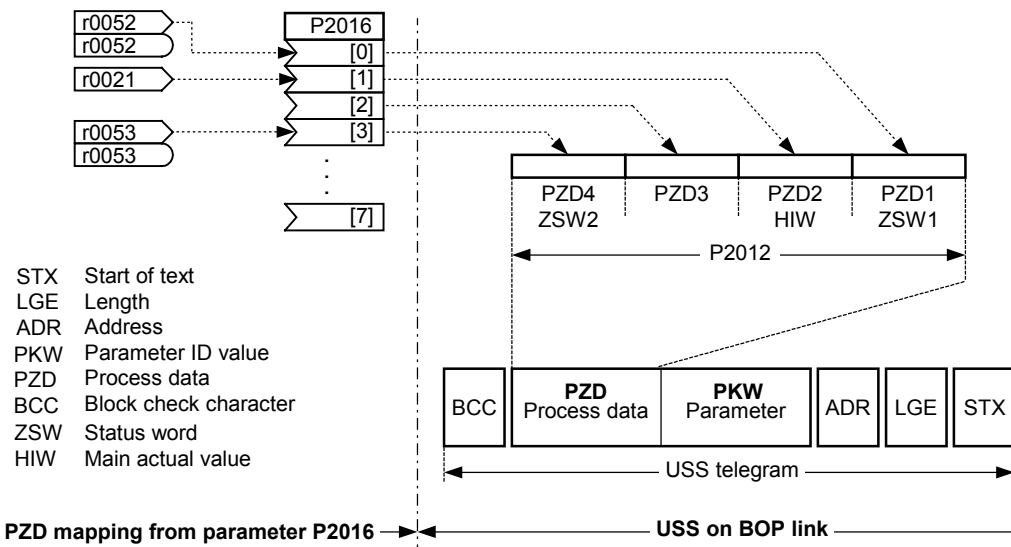 r0052
r0052
r0021
r0053
r0053
P2016
[0]
[1]
[2]
[3]
[7]
PZD4
ZSW2
PZD3
PZD2
HIW
PZD1
ZSW1
P2012
STX Start of text
LGE Length
ADR Address
PKW Parameter ID value
PZD Process data
BCC Block check character
ZSW Status word
HIW Main actual value
BCC
PZD
Process data
PKW
Parameter
ADR
LGE
STX
USS telegram
PZD mapping from parameter P2016
USS on BOP link